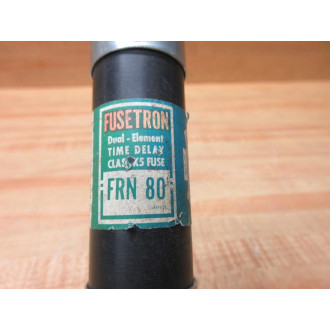 FUSETRON
Dual-Element
TIME DELAY
CLASS K5 FUSE
FRN 80